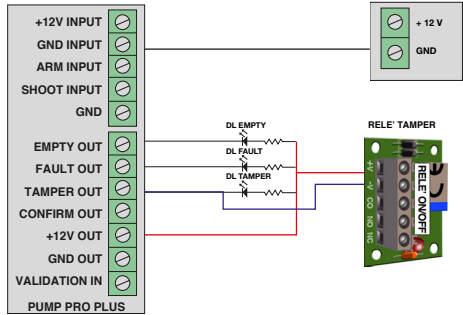 +12V INPUT
GND INPUT
ARM INPUT
SHOOT INPUT
GND
EMPTY OUT
FAULT OUT
TAMPER OUT
CONFIRM OUT
+12V OUT
GND OUT
VALIDATION IN
PUMP PRO PLUS
DL EMPTY
DL FAULT
DL TAMPER
+ 12 V
GND
RELE' TAMPER
+V
-V
CO
NO
NC
RELE' ON/OFF